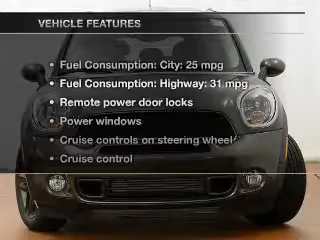 VEHICLE FEATURES
• Fuel Consumption: City: 25 mpg
• Fuel Consumption: Highway: 31 mpg
• Remote power door locks
• Power windows
• Cruise controls on steering wheel
• Cruise control